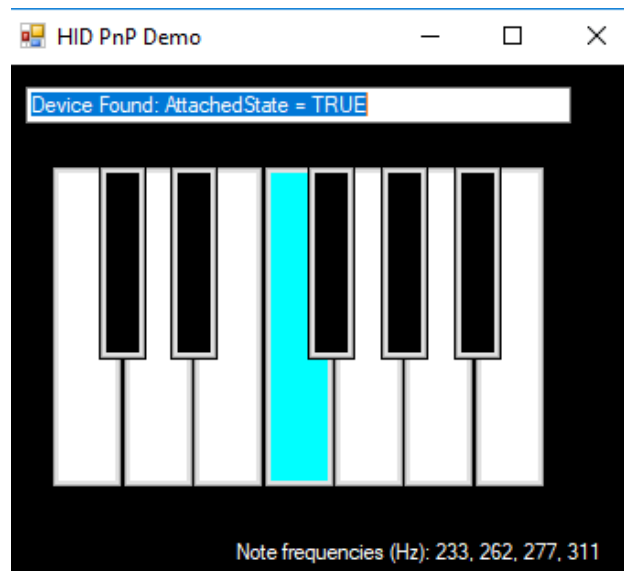 HID PnP Demo
Device Found: AttachedState = TRUE
Note frequencies (Hz): 233, 262, 277, 311